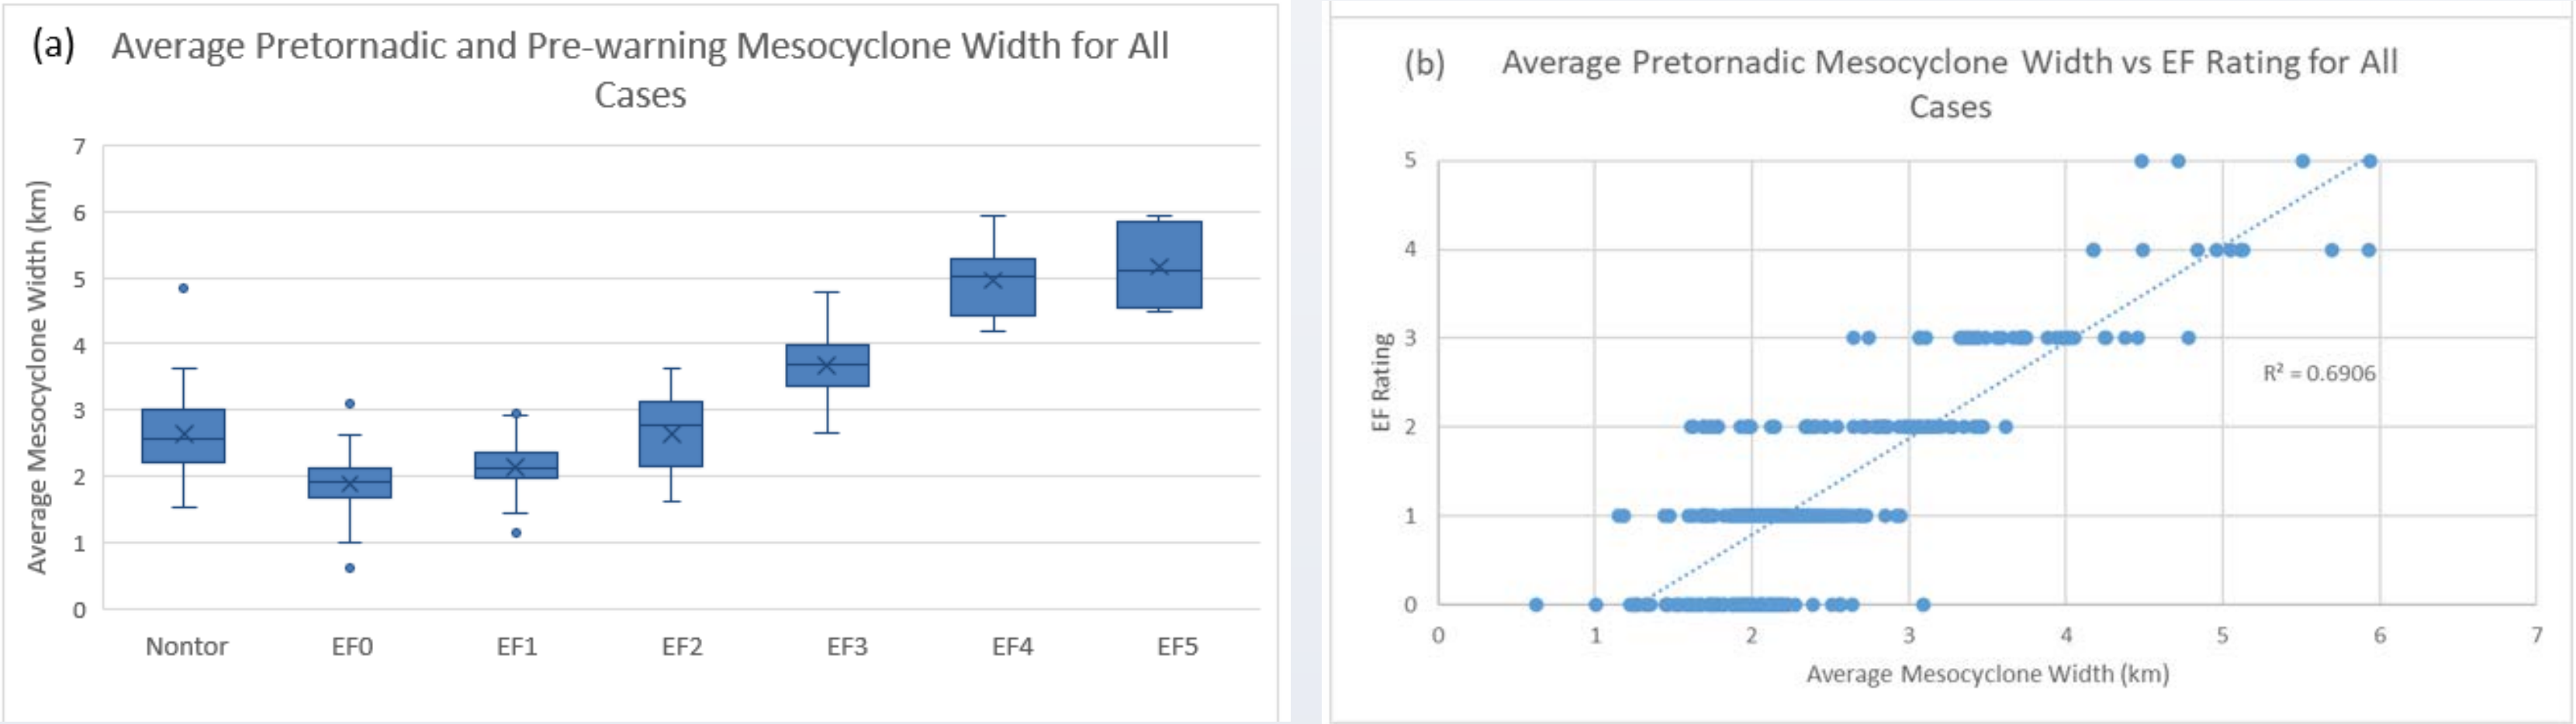 (a) Average Pretornadic and Pre-warning Mesocyclone Width for All
Cases
Average Mesocyclone Width (km)
7
6
5
4
3
2
1
0
Nontor EF0 EF1 EF2 EF3 EF4 EF5
(b) Average Pretornadic Mesocyclone Width vs EF Rating for All
Cases
EF Rating
5
4
3
2
1
0
R² = 0.6906
0 1 2 3 4 5 6 7
Average Mesocyclone Width (km)